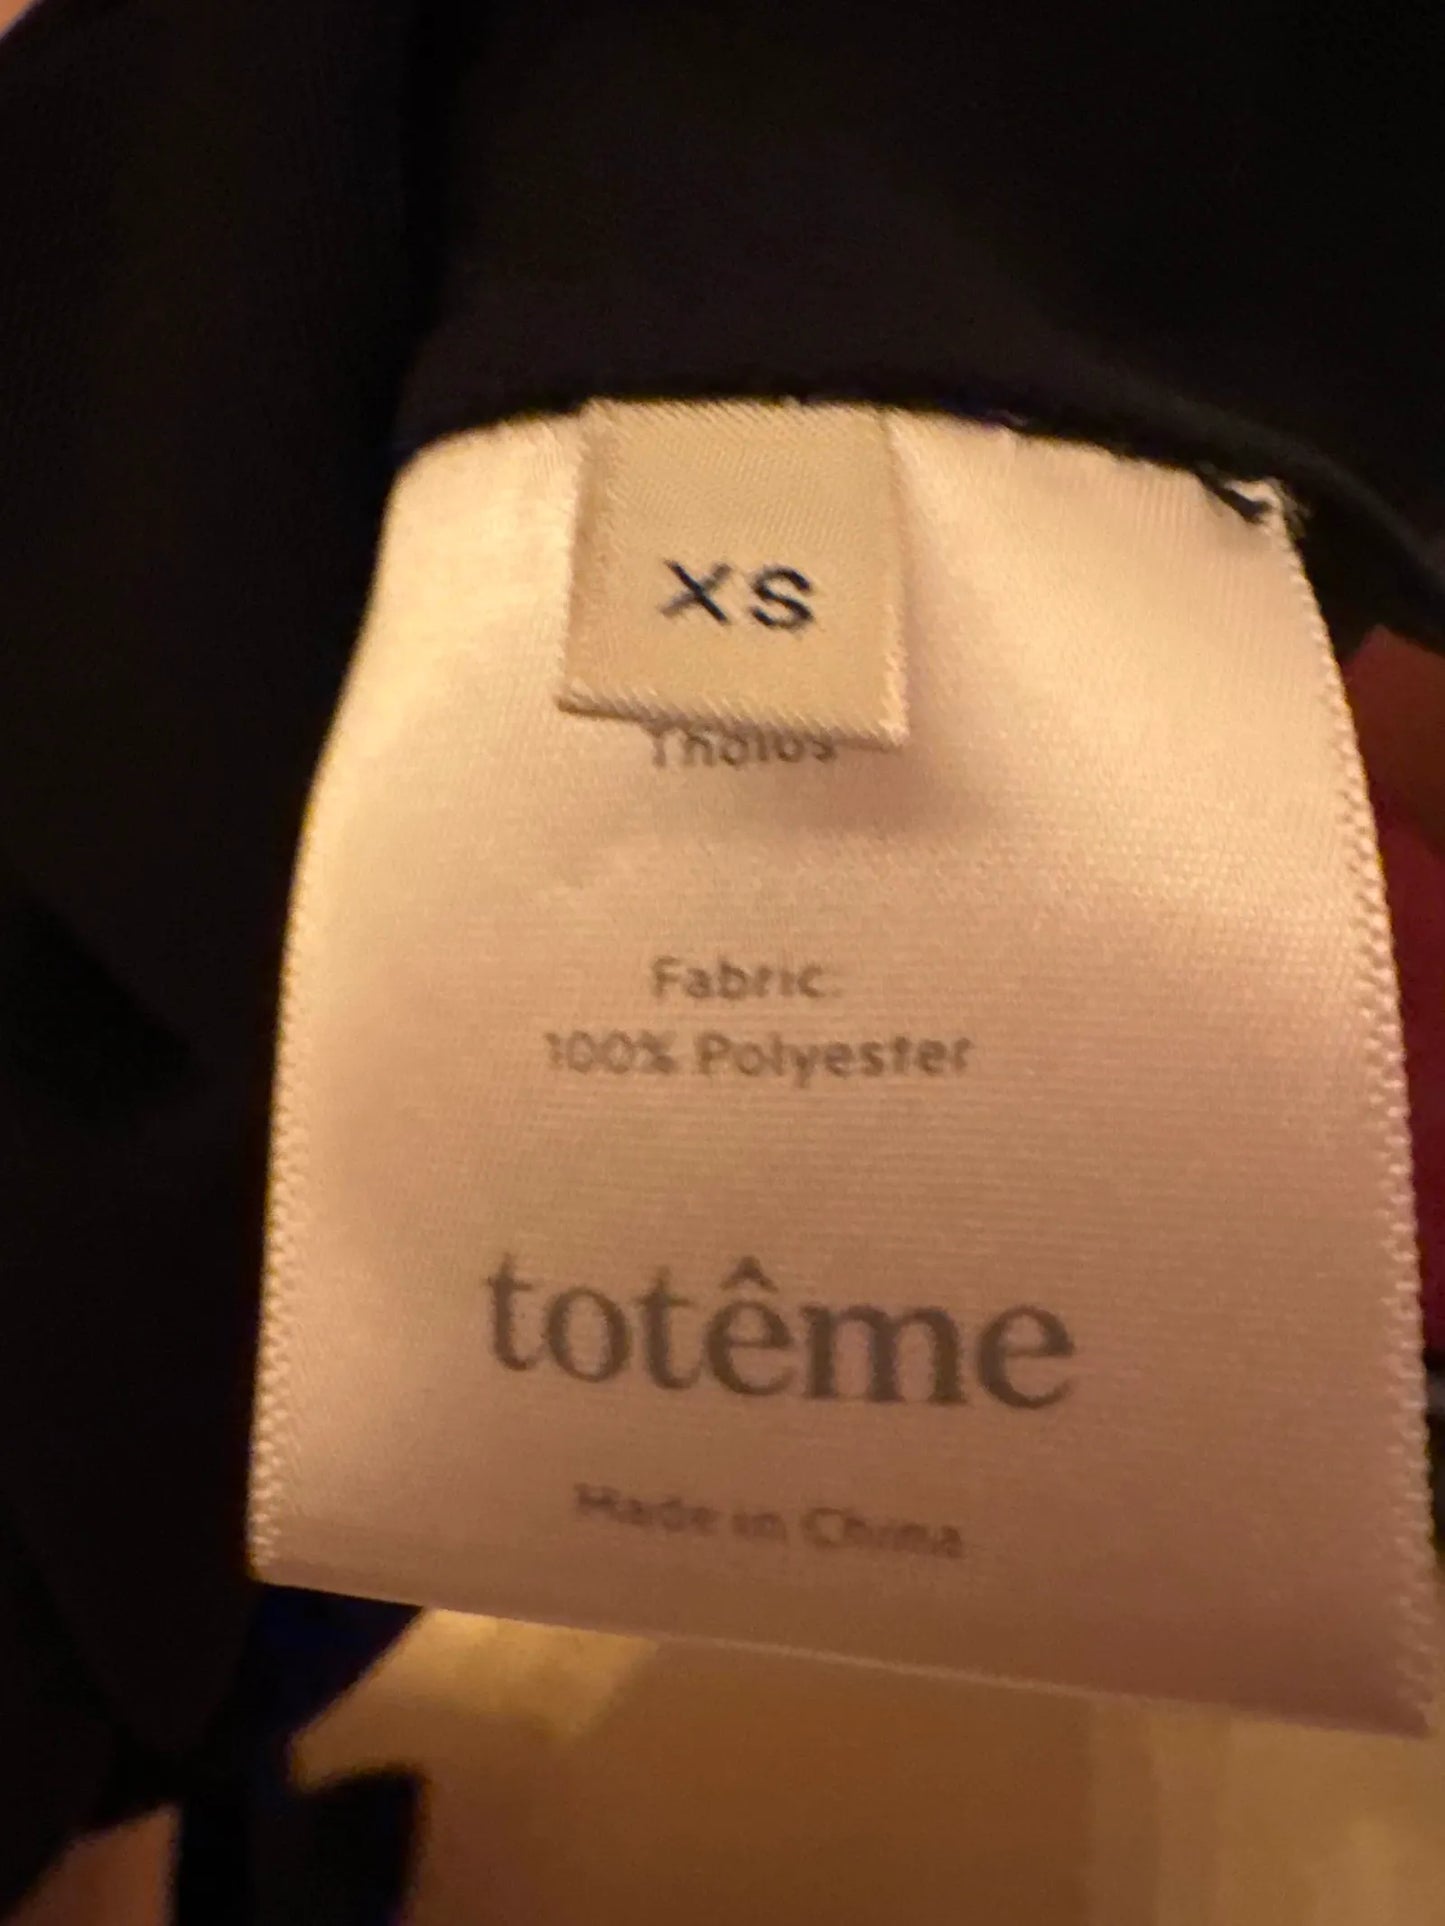 XS
Tholos
Fabric:
100% Polyester
totême
Made in China